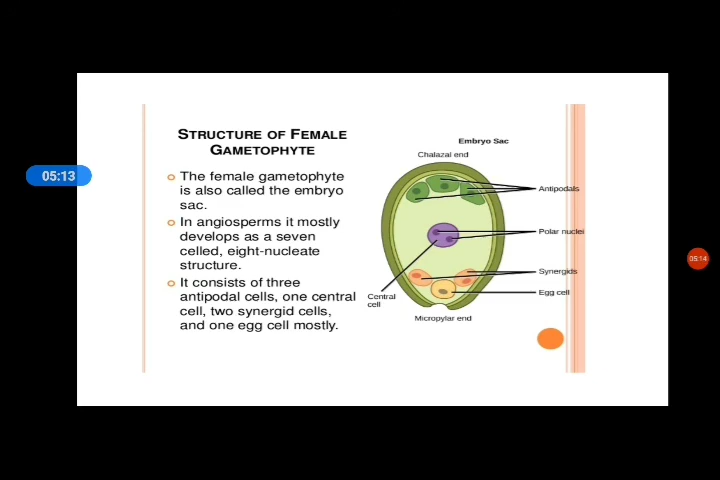 STRUCTURE OF FEMALE
GAMETOPHYTE
The female gametophyte
is also called the embryo
sac.
In angiosperms it mostly
develops as a seven
celled, eight-nucleate
structure.
It consists of three
antipodal cells, one central
cell, two synergid cells,
and one egg cell mostly.
Embryo Sac
Chalazal end
Antipodals
Polar nuclei
Synergids
Egg cell
Central
cell
Micropylar end
05:13
05:14